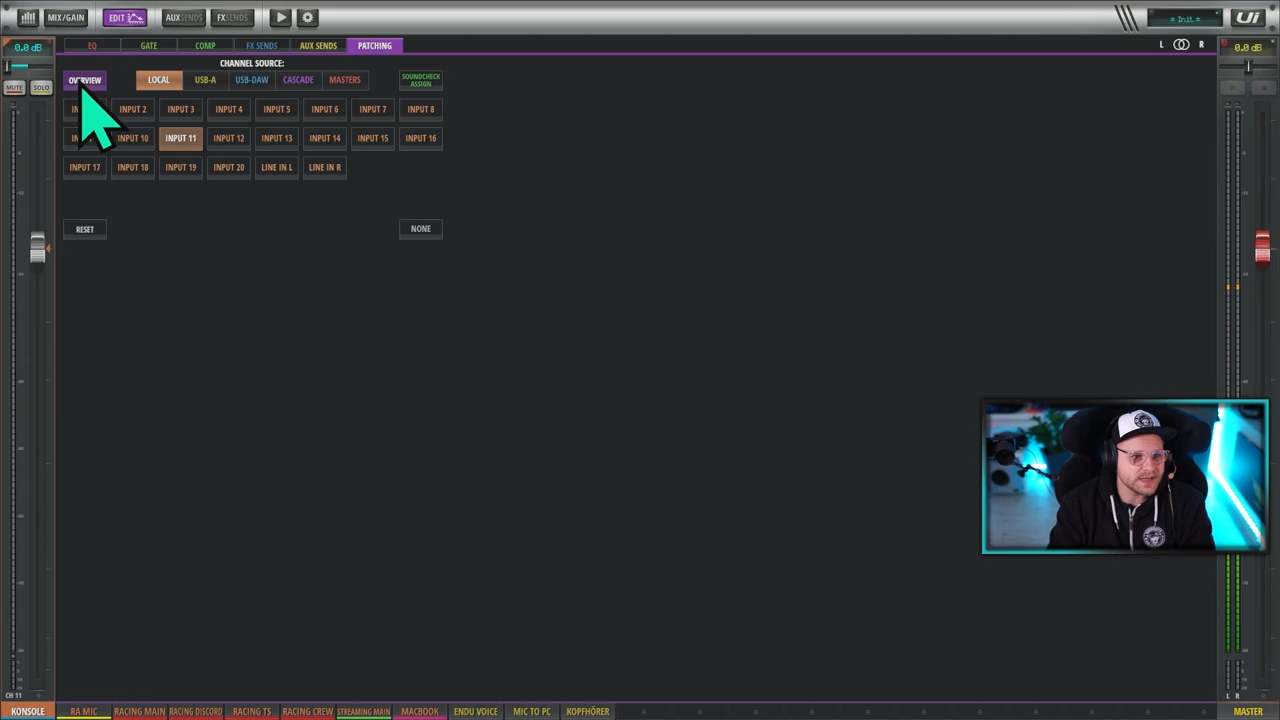 MIX/GAIN EDIT AUXSENDS FXSENDS * Init * Ui
0.0 dB EQ GATE COMP FX SENDS AUX SENDS PATCHING L R 0.0 dB
CHANNEL SOURCE:
MUTE SOLO OVERVIEW LOCAL USB-A USB-DAW CASCADE MASTERS SOUNDCHECK
ASSIGN
INPUT 2 INPUT 3 INPUT 4 INPUT 5 INPUT 6 INPUT 7 INPUT 8
INPUT 10 INPUT 11 INPUT 12 INPUT 13 INPUT 14 INPUT 15 INPUT 16
INPUT 17 INPUT 18 INPUT 19 INPUT 20 LINE IN L LINE IN R
RESET NONE
CH 11 L R
KONSOLE RA MIC RACING MAIN RACING DISCORD RACING TS RACING CREW STREAMING MAIN MACBOOK ENDU VOICE MIC TO PC KOPFHÖRER MASTER